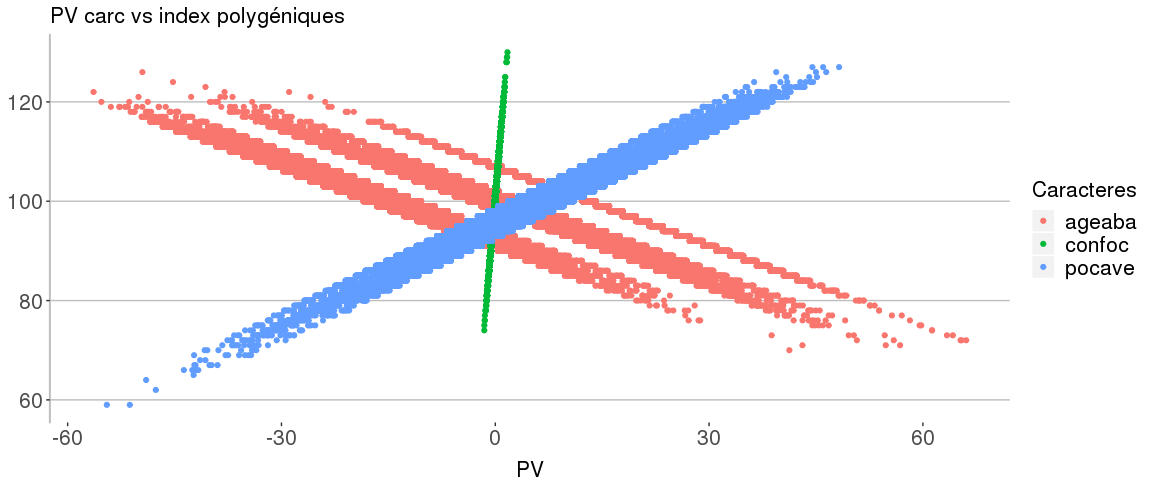 PV carc vs index polygéniques
120
100
80
60
-60 -30 0 30 60
PV
Caracteres
ageaba
confoc
pocave